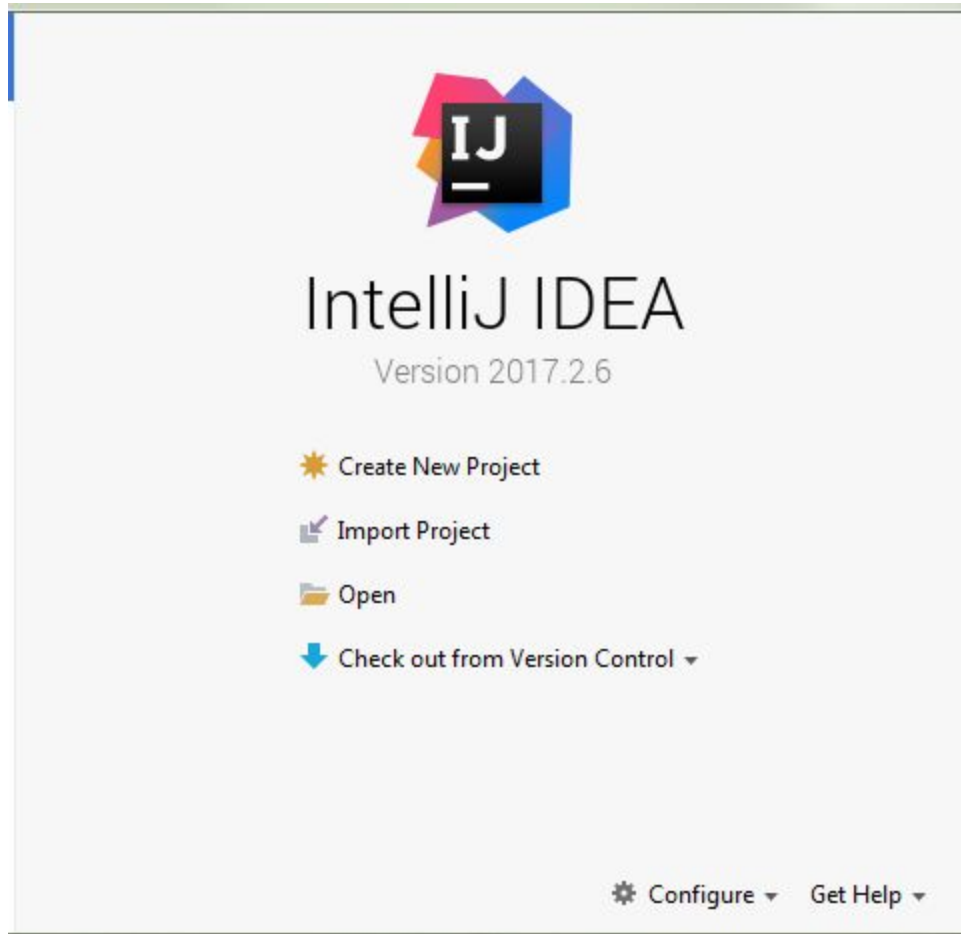 IJ
IntelliJ IDEA
Version 2017.2.6
Create New Project
Import Project
Open
Check out from Version Control
Configure Get Help